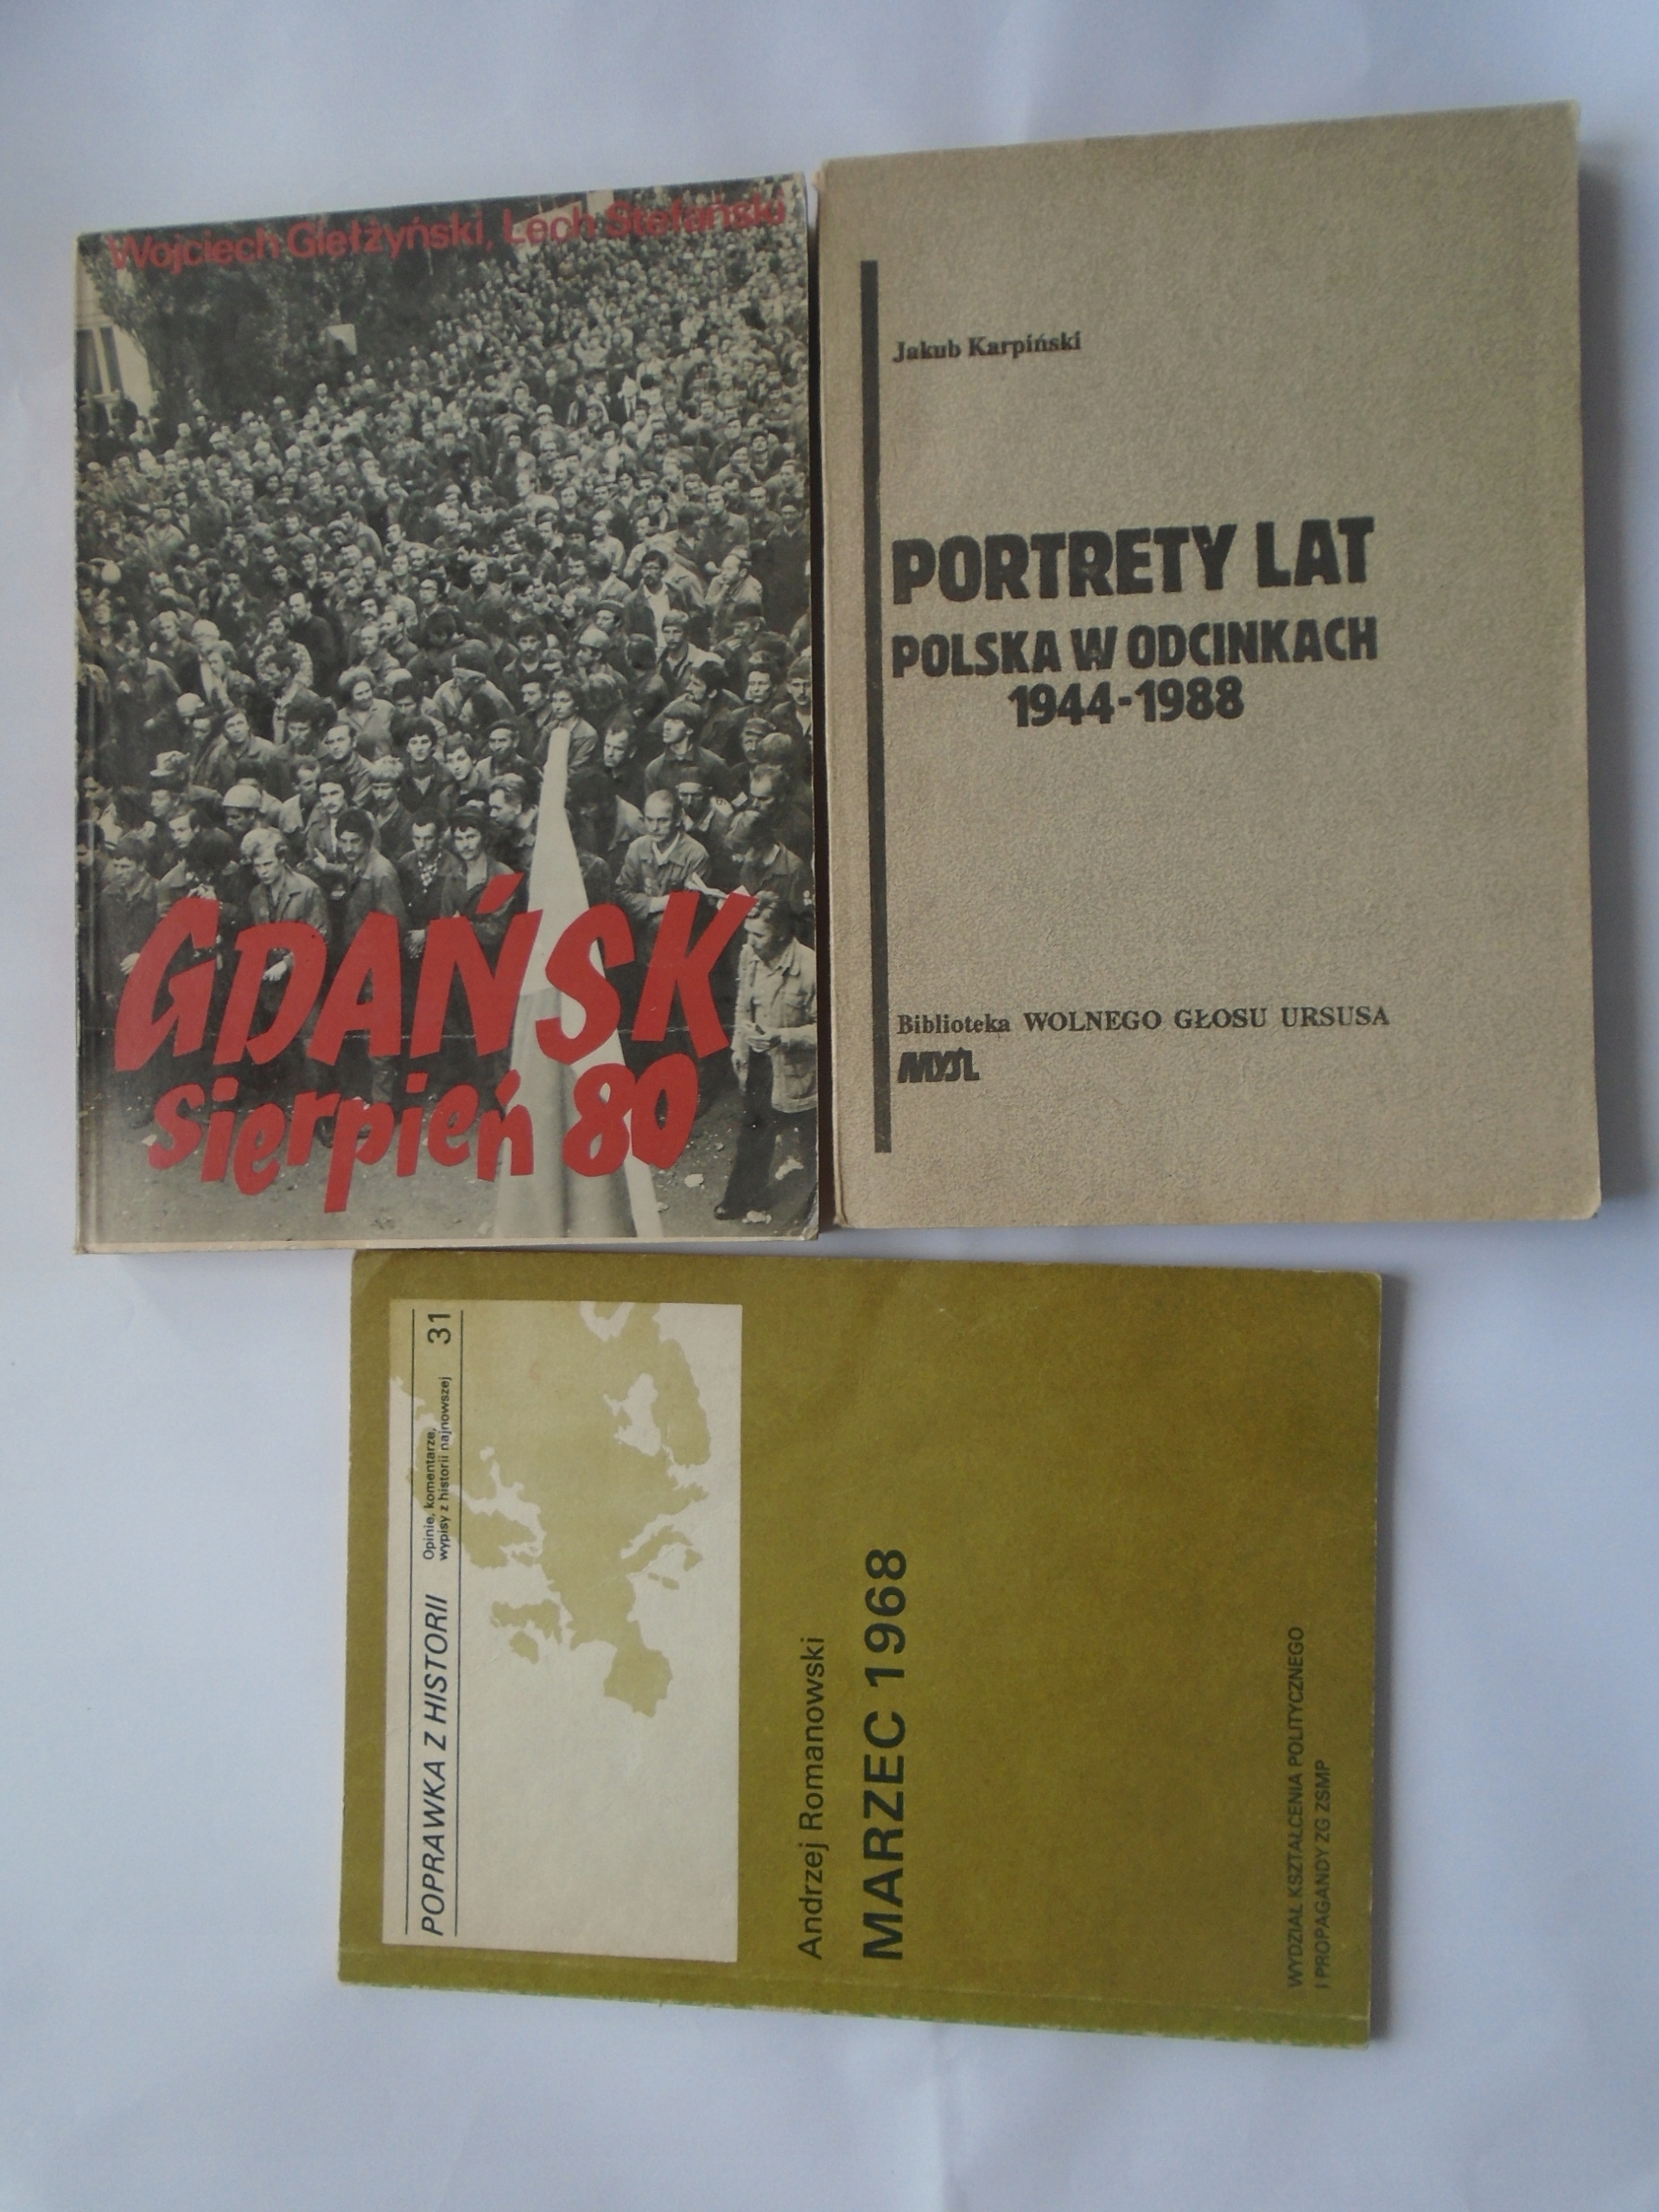 Wojciech Giełżyński, Lech Stefański
GDAŃSK
sierpień 80
Jakub Karpiński
PORTRETY LAT
POLSKA W ODCINKACH
1944-1988
Biblioteka WOLNEGO GŁOSU URSUSA
MYŚL
POPRAWKA Z HISTORII
Opinie, komentarze,
wypisy z historii najnowszej
31
Andrzej Romanowski
MARZEC 1968
WYDZIAŁ KSZTAŁCENIA POLITYCZNEGO
I PROPAGANDY ZG ZSMP